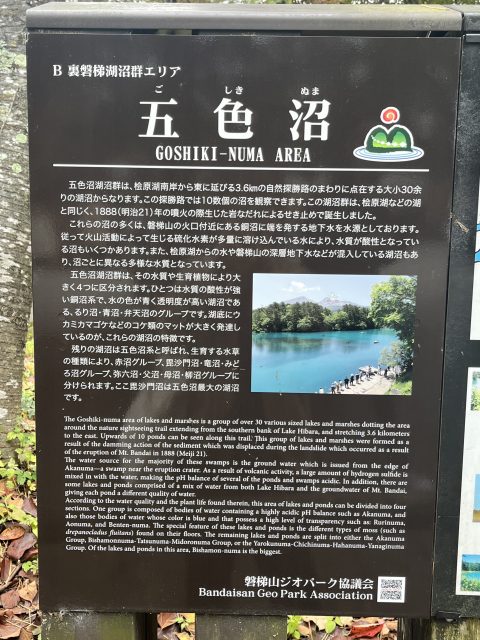 B 裏磐梯湖沼群エリア
ご しき ぬま
五色沼
GOSHIKI-NUMA AREA
五色沼湖沼群は、桧原湖南岸から東に延びる3.6kmの自然探勝路のまわりに点在する大小30余
りの湖沼からなります。この探勝路では10数個の沼を観察できます。この湖沼群は、桧原湖などの湖
と同じく、1888(明治21)年の噴火の際生じた岩なだれによるせき止めで誕生しました。
これらの沼の多くは、磐梯山の火口付近にある銅沼に端を発する地下水を水源としております。
従って火山活動によって生じる硫化水素が多量に溶け込んでいる水により、水質が酸性となってい
る沼もいくつかあります。また、桧原湖からの水や磐梯山の深層地下水などが混入している湖沼もあ
り、沼ごとに異なる多様な水質となっています。
五色沼湖沼群は、その水質や生育植物により大
きく4つに区分されます。ひとつは水質の酸性が強
い銅沼系で、水の色が青く透明度が高い湖沼であ
る、るり沼・青沼・弁天沼のグループです。湖底にウ
カミカマゴケなどのコケ類のマットが大きく発達し
ているのが、これらの湖沼の特徴です。
残りの湖沼は五色沼系と呼ばれ、生育する水草
の種類により、赤沼グループ、毘沙門沼・竜沼・みど
ろ沼グループ、弥六沼・父沼・母沼・柳沼グループに
分けられます。ここ毘沙門沼は五色沼最大の湖沼
です。
The Goshiki-numa area of lakes and marshes is a group of over 30 various sized lakes and marshes dotting the area
around the nature sightseeing trail extending from the southern bank of Lake Hibara, and stretching 3.6 kilometers
to the east. Upwards of 10 ponds can be seen along this trail. This group of lakes and marshes were formed as a
result of the damming action of the sediment which was displaced during the landslide which occurred as a result
of the eruption of Mt. Bandai in 1888 (Meiji 21).
The water source for the majority of these swamps is the ground water which is issued from the edge of
Akanuma—a swamp near the eruption crater. As a result of volcanic activity, a large amount of hydrogen sulfide is
mixed in with the water, making the pH balance of several of the ponds and swamps acidic. In addition, there are
some lakes and ponds comprised of a mix of water from both Lake Hibara and the groundwater of Mt. Bandai,
giving each pond a different quality of water.
According to the water quality and the plant life found therein, this area of lakes and ponds can be divided into four
sections. One group is composed of bodies of water containing a highly acidic pH balance such as Akanuma, and
also those bodies of water whose color is blue and that possess a high level of transparency such as: Rurinuma,
Aonuma, and Benten-numa. The special feature of these lakes and ponds is the different types of moss (such as
drepanocladus fluitans) found on their floors. The remaining lakes and ponds are split into either the Akanuma
Group, Bishamonnuma-Tatsunuma-Midoronuma Group, or the Yarokunuma-Chichinuma-Hahanuma-Yanaginuma
Group. Of the lakes and ponds in this area, Bishamon-numa is the biggest.
磐梯山ジオパーク協議会
Bandaisan Geo Park Association